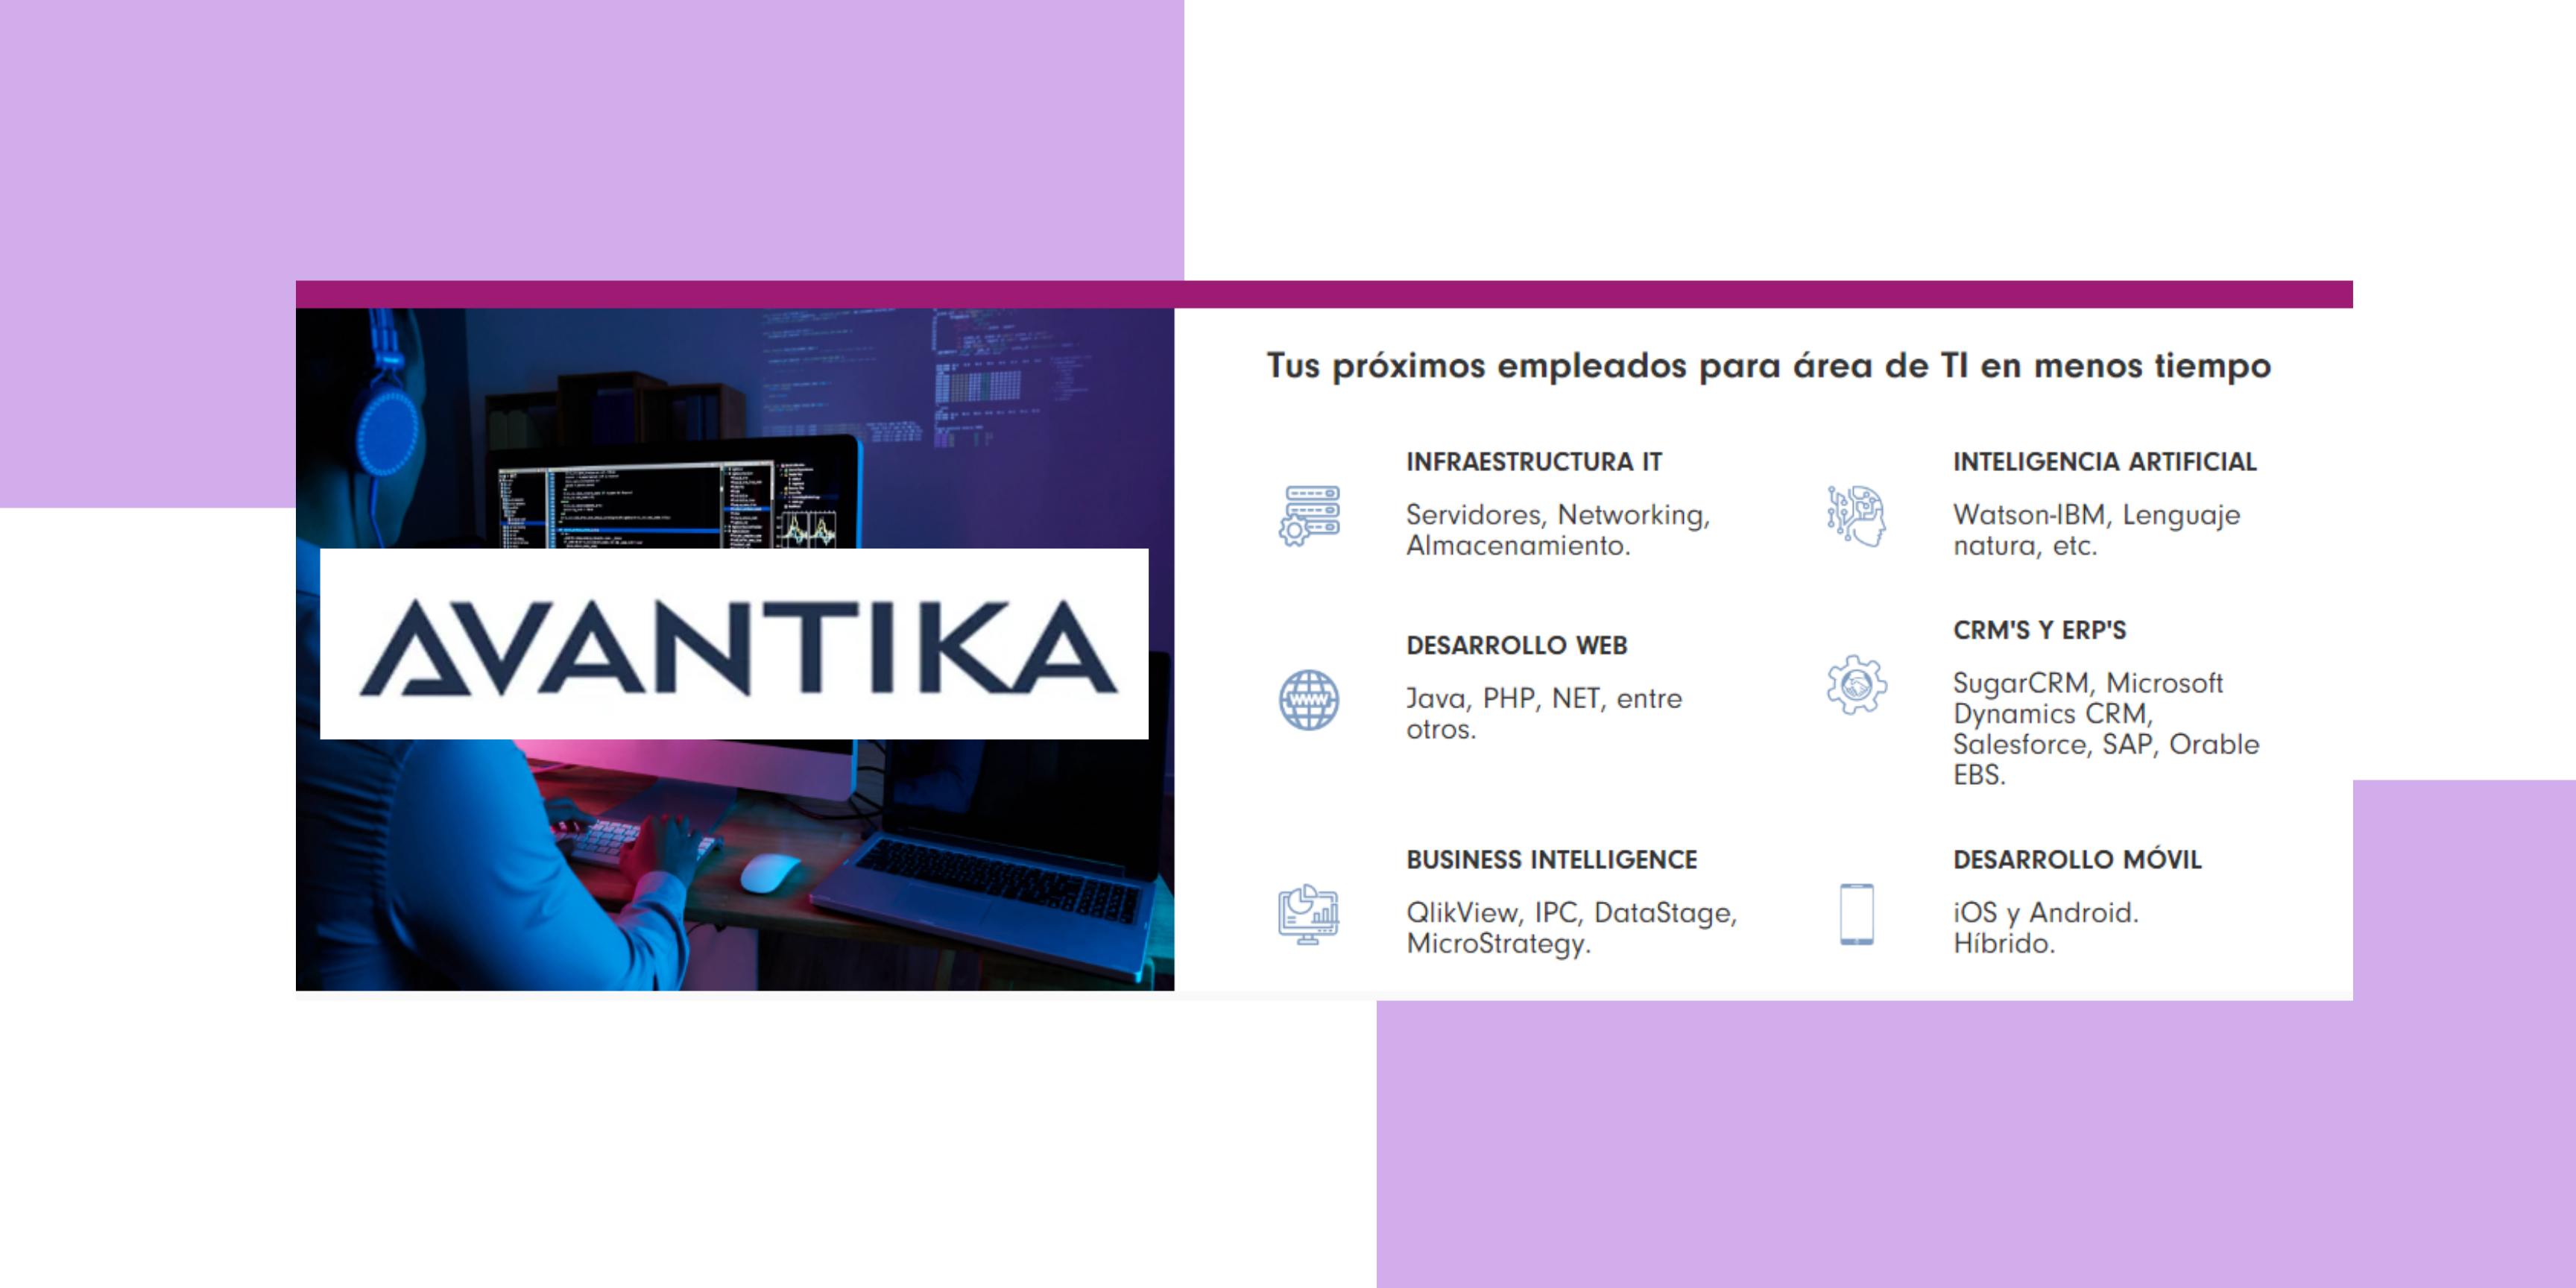 AVANTIKA
Tus próximos empleados para área de TI en menos tiempo
INFRAESTRUCTURA IT
Servidores, Networking,
Almacenamiento.
INTELIGENCIA ARTIFICIAL
Watson-IBM, Lenguaje
natura, etc.
DESARROLLO WEB
Java, PHP, NET, entre
otros.
WWW
CRM'S Y ERP'S
SugarCRM, Microsoft
Dynamics CRM,
Salesforce, SAP, Orable
EBS.
BUSINESS INTELLIGENCE
QlikView, IPC, DataStage,
MicroStrategy.
DESARROLLO MÓVIL
iOS y Android.
Híbrido.